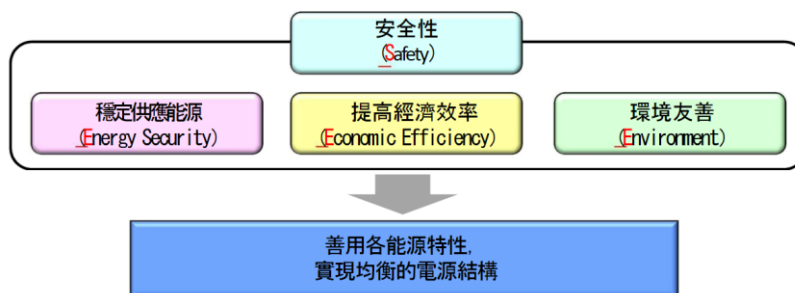 安全性
(Safety)
穩定供應能源
(Energy Security)
提高經濟效率
(Economic Efficiency)
環境友善
(Environment)
善用各能源特性,
實現均衡的電源結構